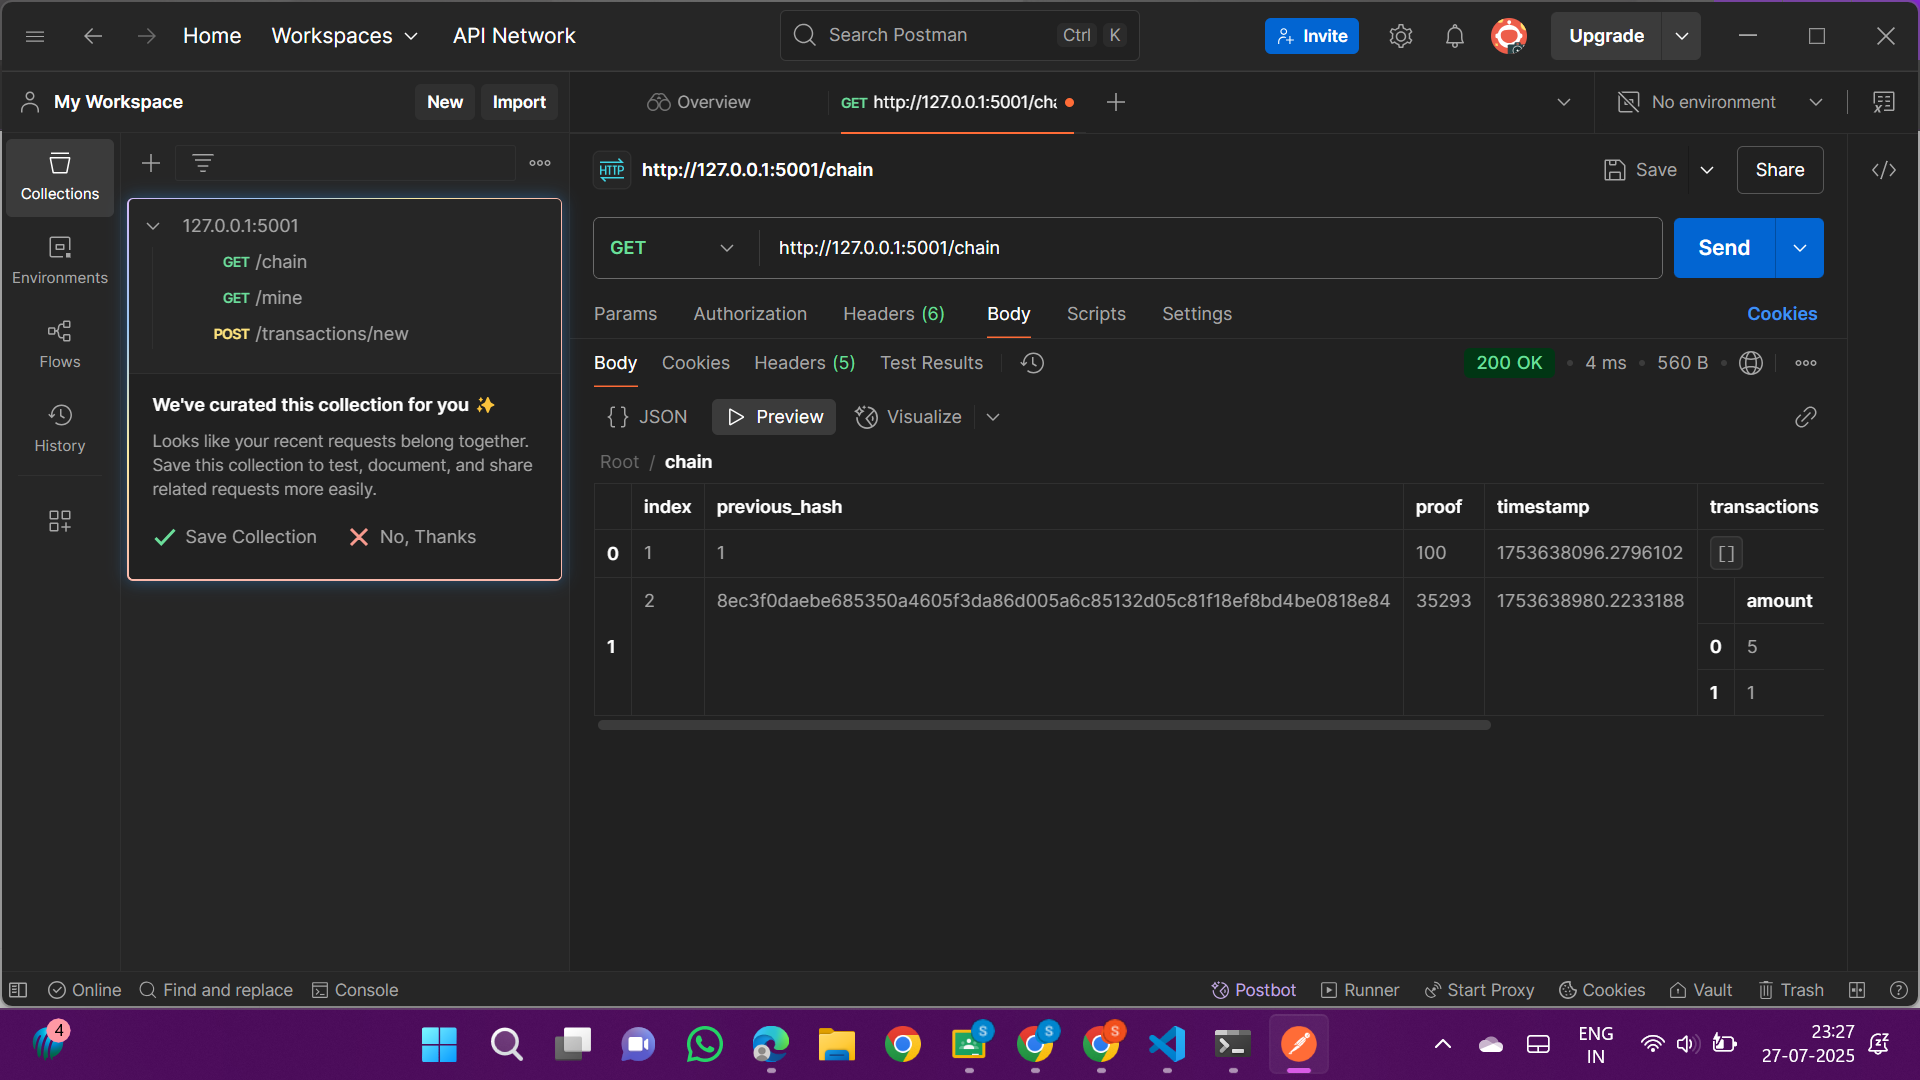 Home
Workspaces
API Network
Search Postman
Ctrl
K
Invite
Upgrade
My Workspace
New
Import
Overview
GET http://127.0.0.1:5001/cha
No environment
Collections
Environments
Flows
History
127.0.0.1:5001
GET /chain
GET /mine
POST /transactions/new
We've curated this collection for you ✨
Looks like your recent requests belong together.
Save this collection to test, document, and share
related requests more easily.
Save Collection
No, Thanks
HTTP
http://127.0.0.1:5001/chain
Save
Share
GET
http://127.0.0.1:5001/chain
Send
Params
Authorization
Headers (6)
Body
Scripts
Settings
Cookies
Body
Cookies
Headers (5)
Test Results
200 OK
4 ms
560 B
{} JSON
Preview
Visualize
Root / chain
index previous_hash proof timestamp transactions
0 1 1 100 1753638096.2796102 []
1 2 8ec3f0daebe685350a4605f3da86d005a6c85132d05c81f18ef8bd4be0818e84 35293 1753638980.2233188
amount
0 5
1 1
Online
Find and replace
Console
Postbot
Runner
Start Proxy
Cookies
Vault
Trash
4
S
S
S
ENG
IN
23:27
27-07-2025